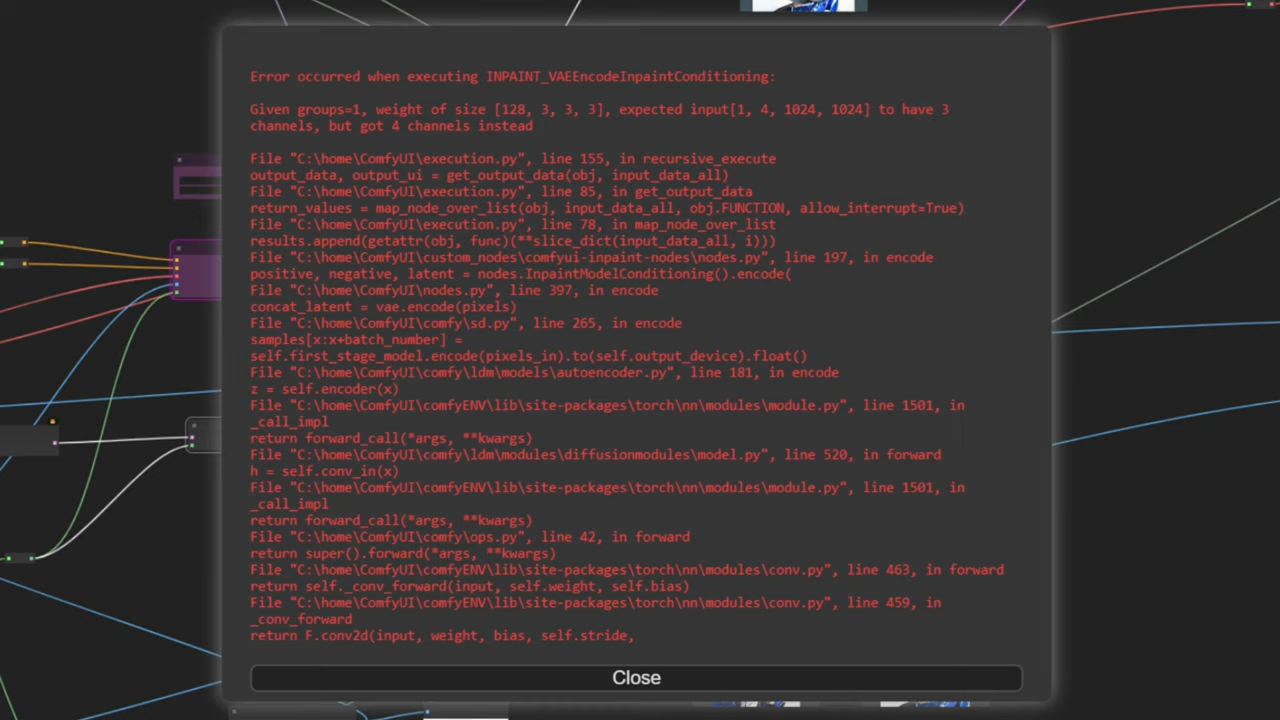 Error occurred when executing INPAINT_VAEEncodeInpaintConditioning:
Given groups=1, weight of size [128, 3, 3, 3], expected input[1, 4, 1024, 1024] to have 3
channels, but got 4 channels instead
File "C:\home\ComfyUI\execution.py", line 155, in recursive_execute
output_data, output_ui = get_output_data(obj, input_data_all)
File "C:\home\ComfyUI\execution.py", line 85, in get_output_data
return_values = map_node_over_list(obj, input_data_all, obj.FUNCTION, allow_interrupt=True)
File "C:\home\ComfyUI\execution.py", line 78, in map_node_over_list
results.append(getattr(obj, func)(**slice_dict(input_data_all, i)))
File "C:\home\ComfyUI\custom_nodes\comfyui-inpaint-nodes\nodes.py", line 197, in encode
positive, negative, latent = nodes.InpaintModelConditioning().encode(
File "C:\home\ComfyUI\nodes.py", line 397, in encode
concat_latent = vae.encode(pixels)
File "C:\home\ComfyUI\comfy\sd.py", line 265, in encode
samples[x:x+batch_number] =
self.first_stage_model.encode(pixels_in).to(self.output_device).float()
File "C:\home\ComfyUI\comfy\ldm\models\autoencoder.py", line 181, in encode
z = self.encoder(x)
File "C:\home\ComfyUI\comfyENV\lib\site-packages\torch\nn\modules\module.py", line 1501, in
_call_impl
return forward_call(*args, **kwargs)
File "C:\home\ComfyUI\comfy\ldm\modules\diffusionmodules\model.py", line 520, in forward
h = self.conv_in(x)
File "C:\home\ComfyUI\comfyENV\lib\site-packages\torch\nn\modules\module.py", line 1501, in
_call_impl
return forward_call(*args, **kwargs)
File "C:\home\ComfyUI\comfy\ops.py", line 42, in forward
return super().forward(*args, **kwargs)
File "C:\home\ComfyUI\comfyENV\lib\site-packages\torch\nn\modules\conv.py", line 463, in forward
return self._conv_forward(input, self.weight, self.bias)
File "C:\home\ComfyUI\comfyENV\lib\site-packages\torch\nn\modules\conv.py", line 459, in
_conv_forward
return F.conv2d(input, weight, bias, self.stride,
Close